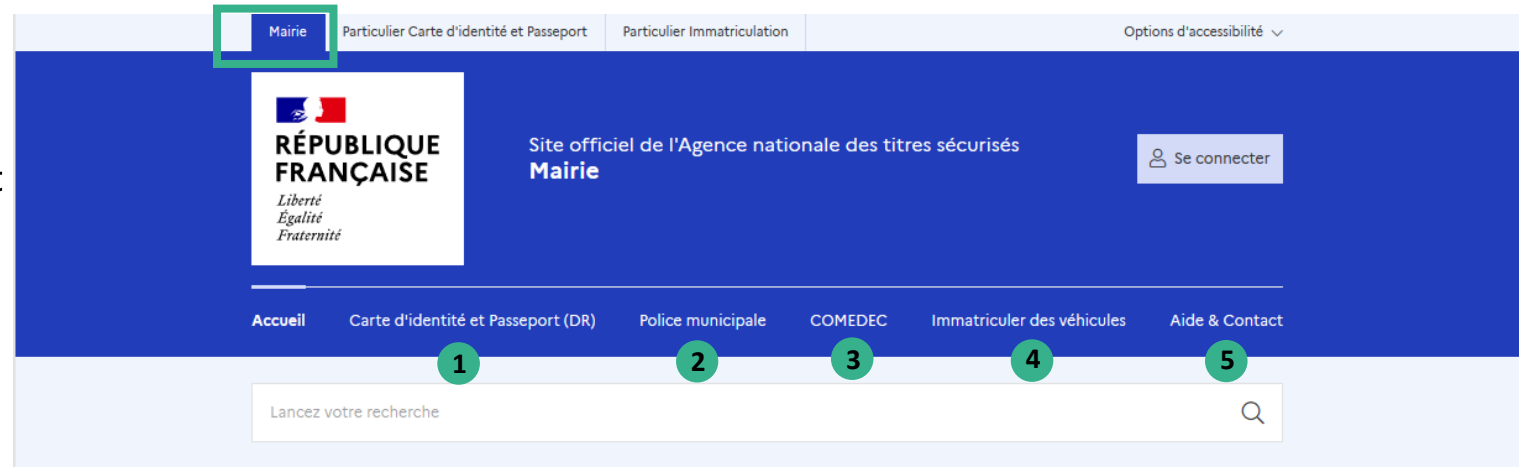 Mairie Particulier Carte d'identité et Passeport Particulier Immatriculation Options d'accessibilité
RÉPUBLIQUE
FRANÇAISE
Liberté
Égalité
Fraternité
Site officiel de l'Agence nationale des titres sécurisés
Mairie
Se connecter
t
Accueil Carte d'identité et Passeport (DR) Police municipale COMEDEC Immatriculer des véhicules Aide & Contact
1 2 3 4 5
Lancez votre recherche